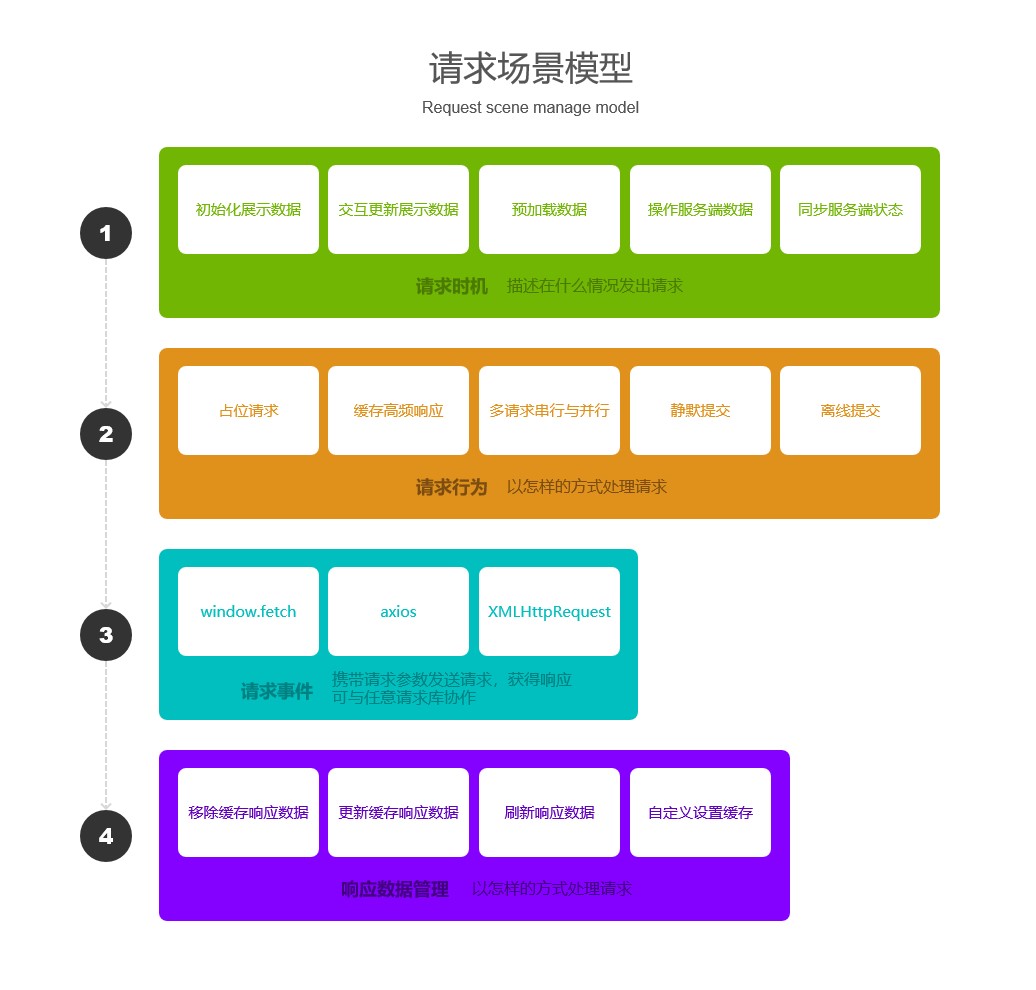 请求场景模型
Request scene manage model
1
初始化展示数据
交互更新展示数据
预加载数据
操作服务端数据
同步服务端状态
请求时机 描述在什么情况发出请求
2
占位请求
缓存高频响应
多请求串行与并行
静默提交
离线提交
请求行为 以怎样的方式处理请求
3
window.fetch
axios
XMLHttpRequest
请求事件
携带请求参数发送请求，获得响应
可与任意请求库协作
4
移除缓存响应数据
更新缓存响应数据
刷新响应数据
自定义设置缓存
响应数据管理 以怎样的方式处理请求